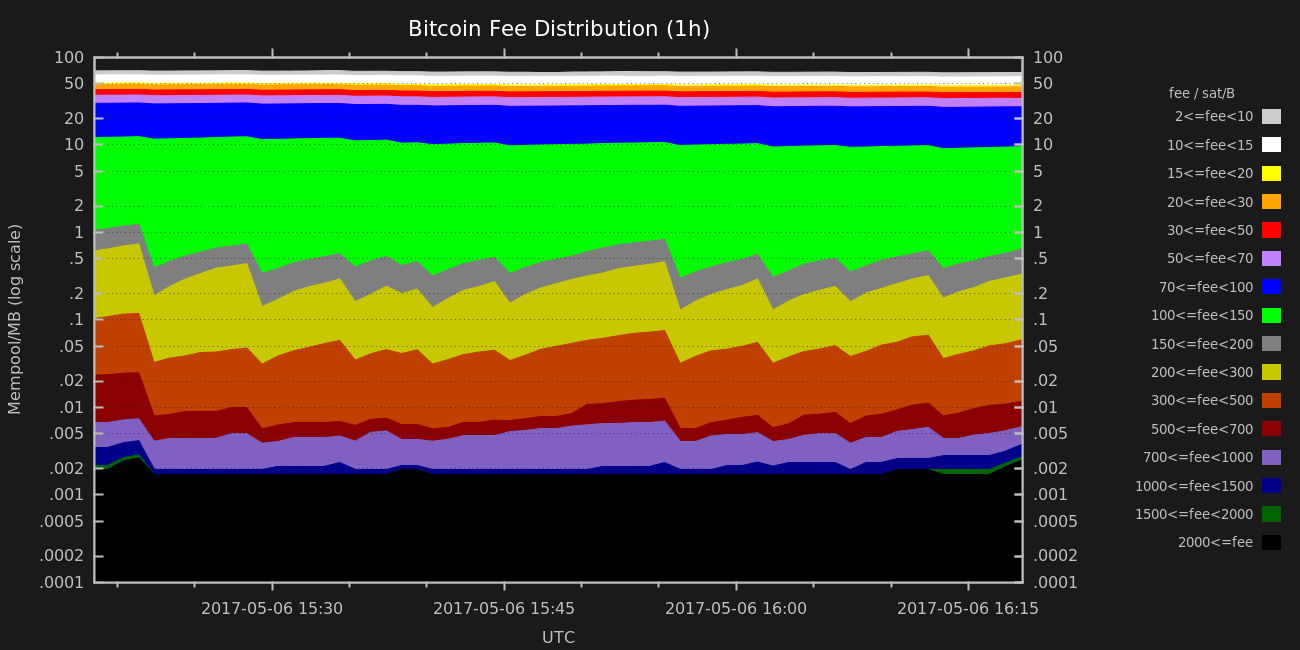 Bitcoin Fee Distribution (1h)
Mempool/MB (log scale)
100
50
20
10
5
2
1
.5
.2
.1
.05
.02
.01
.005
.002
.001
.0005
.0002
.0001
100
50
20
10
5
2
1
.5
.2
.1
.05
.02
.01
.005
.002
.001
.0005
.0002
.0001
2017-05-06 15:30
2017-05-06 15:45
2017-05-06 16:00
2017-05-06 16:15
UTC
fee / sat/B
2<=fee<10
10<=fee<15
15<=fee<20
20<=fee<30
30<=fee<50
50<=fee<70
70<=fee<100
100<=fee<150
150<=fee<200
200<=fee<300
300<=fee<500
500<=fee<700
700<=fee<1000
1000<=fee<1500
1500<=fee<2000
2000<=fee